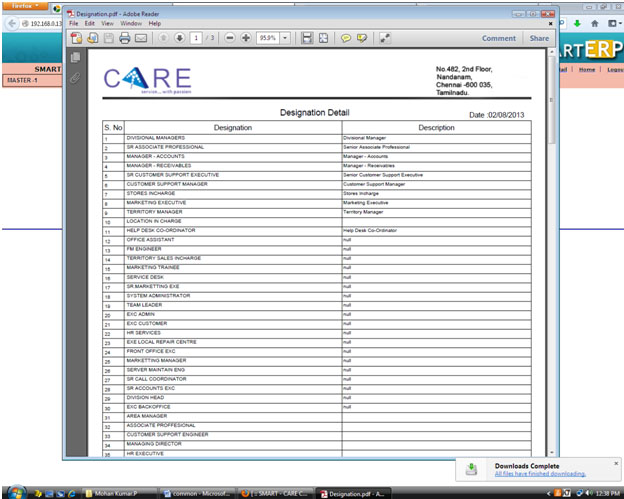 firefox
Designation.pdf - Adobe Reader
File Edit View Window Help
192.168.0.13
1 / 3
95.9%
Comment
Share
ARTERP
SMART
MASTER -1
Home | Logou
CARE
service... with passion
No.482, 2nd Floor,
Nandanam,
Chennai -600 035,
Tamilnadu.
Designation Detail
Date :02/08/2013
S. No Designation Description
1 DIVISIONAL MANAGERS Divisional Manager
2 SR ASSOCIATE PROFESSIONAL Senior Associate Professional
3 MANAGER - ACCOUNTS Manager - Accounts
4 MANAGER - RECEIVABLES Manager - Receivables
5 SR CUSTOMER SUPPORT EXECUTIVE Senior Customer Support Executive
6 CUSTOMER SUPPORT MANAGER Customer Support Manager
7 STORES INCHARGE Stores Incharge
8 MARKETING EXECUTIVE Marketing Executive
9 TERRITORY MANAGER Territory Manager
10 LOCATION IN CHARGE
11 HELP DESK CO-ORDINATOR Help Desk Co-Ordinator
12 OFFICE ASSISTANT null
13 FM ENGINEER null
14 TERRITORY SALES INCHARGE null
15 MARKETING TRAINEE null
16 SERVICE DESK null
17 SR MARKETTING EXE null
18 SYSTEM ADMINISTRATOR null
19 TEAM LEADER null
20 EXC ADMIN null
21 EXC CUSTOMER null
22 HR SERVICES null
23 EXE LOCAL REPAIR CENTRE null
24 FRONT OFFICE EXC null
25 MARKETTING MANAGER null
26 SERVER MAINTAIN ENG null
27 SR CALL COORDINATOR null
28 SR ACCOUNTS EXC null
29 DIVISION HEAD null
30 EXC BACKOFFICE null
31 AREA MANAGER
32 ASSOCIATE PROFFESIONAL
33 CUSTOMER SUPPORT ENGINEER
34 MANAGING DIRECTOR
35 HR EXECUTIVE
Downloads Complete
All files have finished downloading.
Mohan Kumar.P
common - Microsof...
[ :: SMART - CARE C...
Designation.pdf - A...
12:38 PM